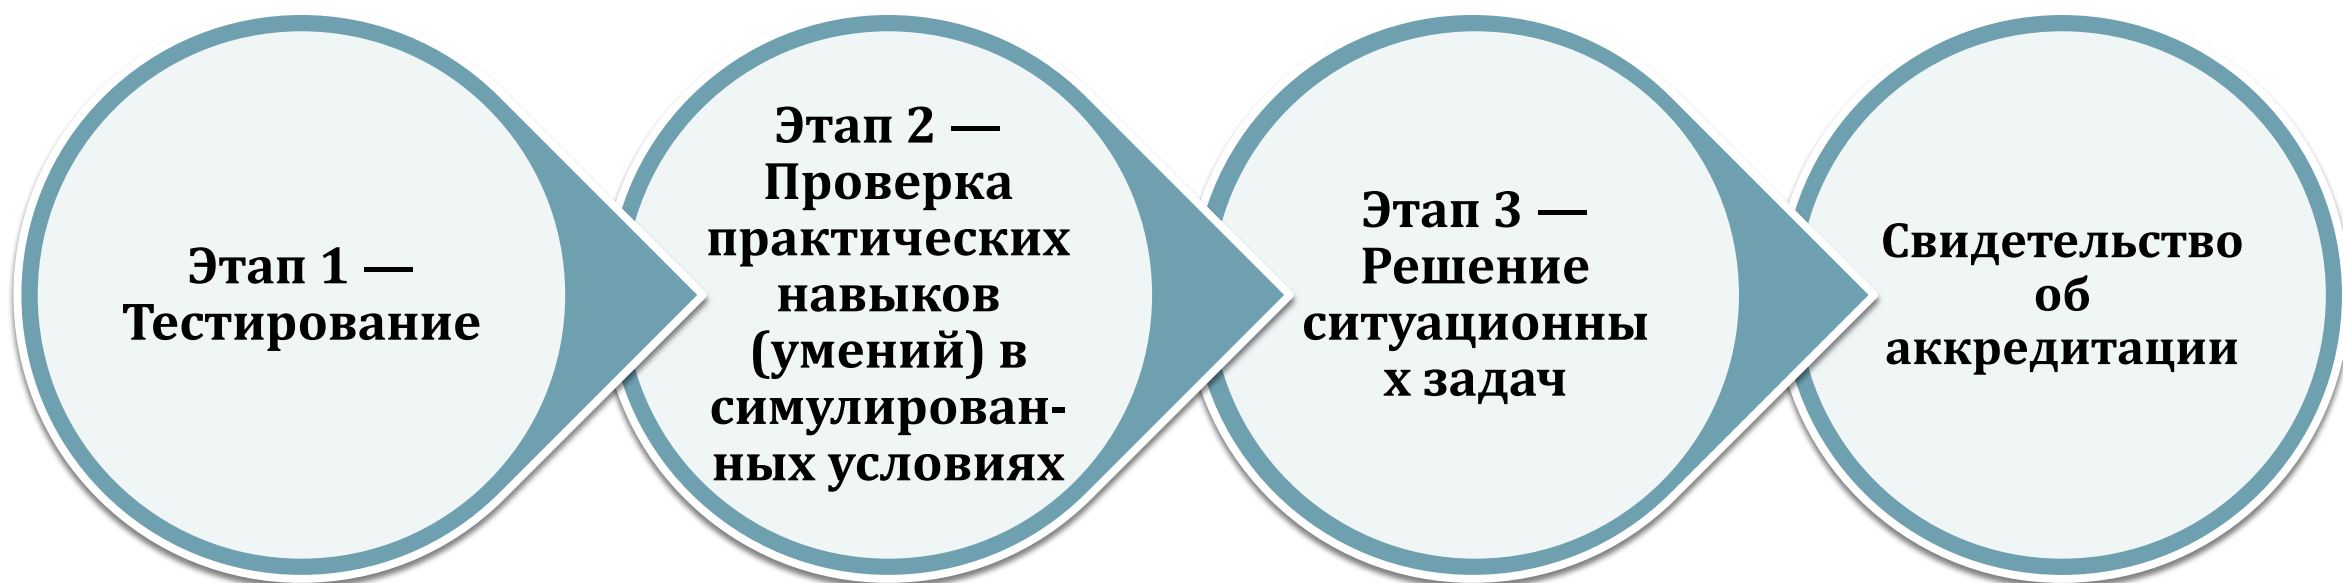 Этап 1 —
Тестирование
Этап 2 —
Проверка
практических
навыков
(умений) в
симулирован-
ных условиях
Этап 3 —
Решение
ситуационны
х задач
Свидетельство
об
аккредитации